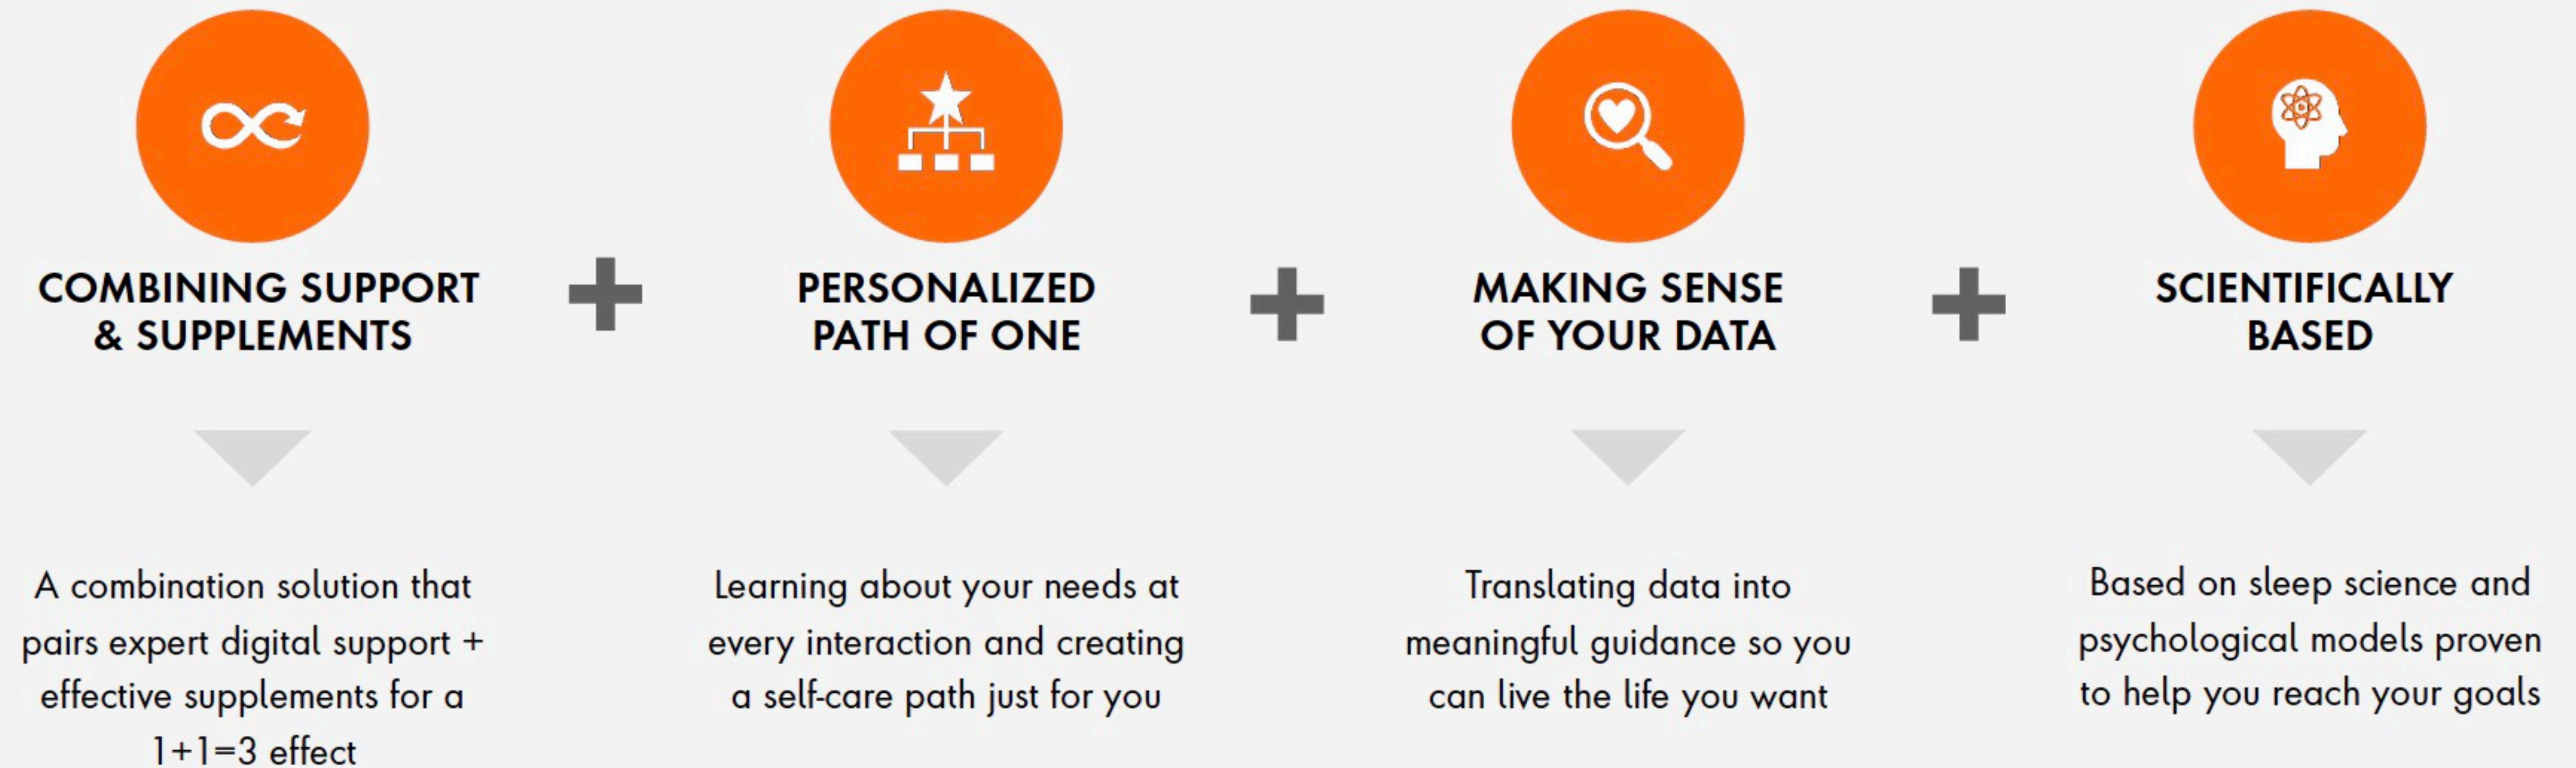 COMBINING SUPPORT
& SUPPLEMENTS
PERSONALIZED
PATH OF ONE
MAKING SENSE
OF YOUR DATA
SCIENTIFICALLY
BASED
A combination solution that
pairs expert digital support +
effective supplements for a
1+1=3 effect
Learning about your needs at
every interaction and creating
a self-care path just for you
Translating data into
meaningful guidance so you
can live the life you want
Based on sleep science and
psychological models proven
to help you reach your goals